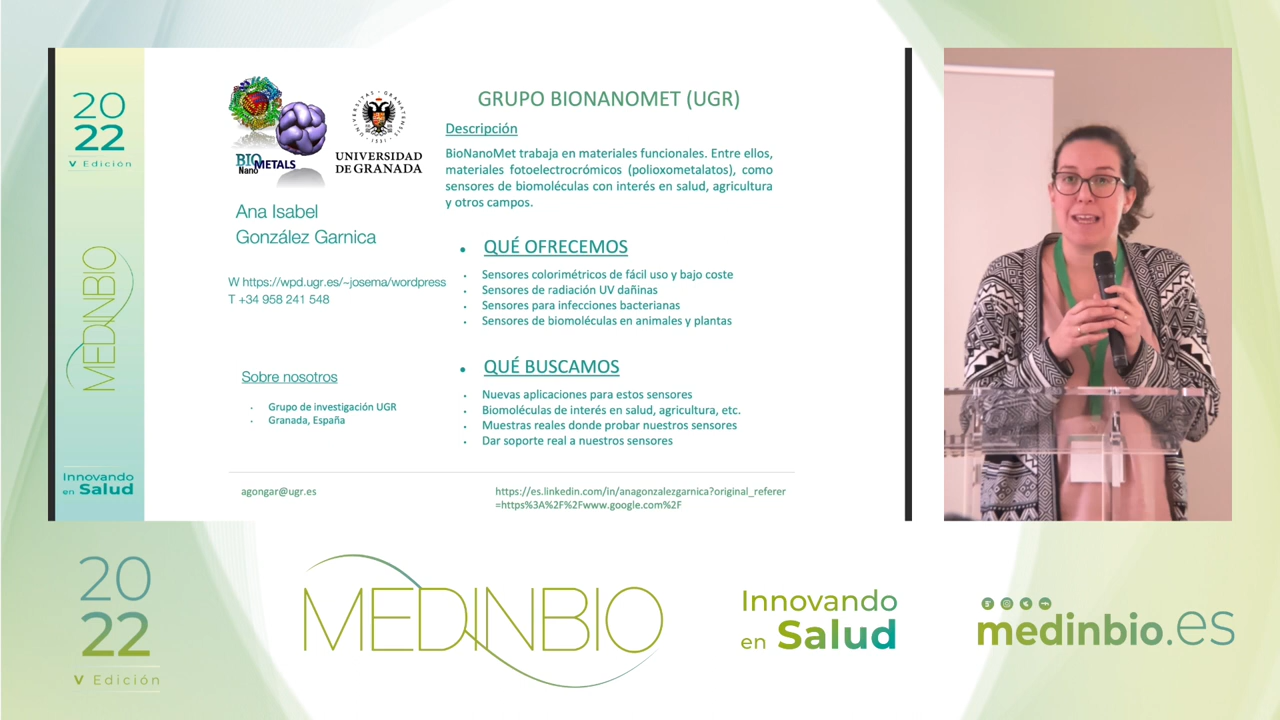 20
22
V Edición
MEDINBIO
Innovando
en Salud
BIO
Nano METALS
UNIVERSITAS GRANATENSIS
1531
UNIVERSIDAD
DE GRANADA
Ana Isabel
González Garnica
W https://wpd.ugr.es/~josema/wordpress
T +34 958 241 548
Sobre nosotros
• Grupo de investigación UGR
• Granada, España
GRUPO BIONANOMET (UGR)
Descripción
BioNanoMet trabaja en materiales funcionales. Entre ellos,
materiales fotoelectrocrómicos (polioxometalatos), como
sensores de biomoléculas con interés en salud, agricultura
y otros campos.
• QUÉ OFRECEMOS
• Sensores colorimétricos de fácil uso y bajo coste
• Sensores de radiación UV dañinas
• Sensores para infecciones bacterianas
• Sensores de biomoléculas en animales y plantas
• QUÉ BUSCAMOS
• Nuevas aplicaciones para estos sensores
• Biomoléculas de interés en salud, agricultura, etc.
• Muestras reales donde probar nuestros sensores
• Dar soporte real a nuestros sensores
agongar@ugr.es
https://es.linkedin.com/in/anagonzalezgarnica?original_referer
=https%3A%2F%2Fwww.google.com%2F
20
22
V Edición
MEDINBIO
Innovando
en Salud
medinbio.es